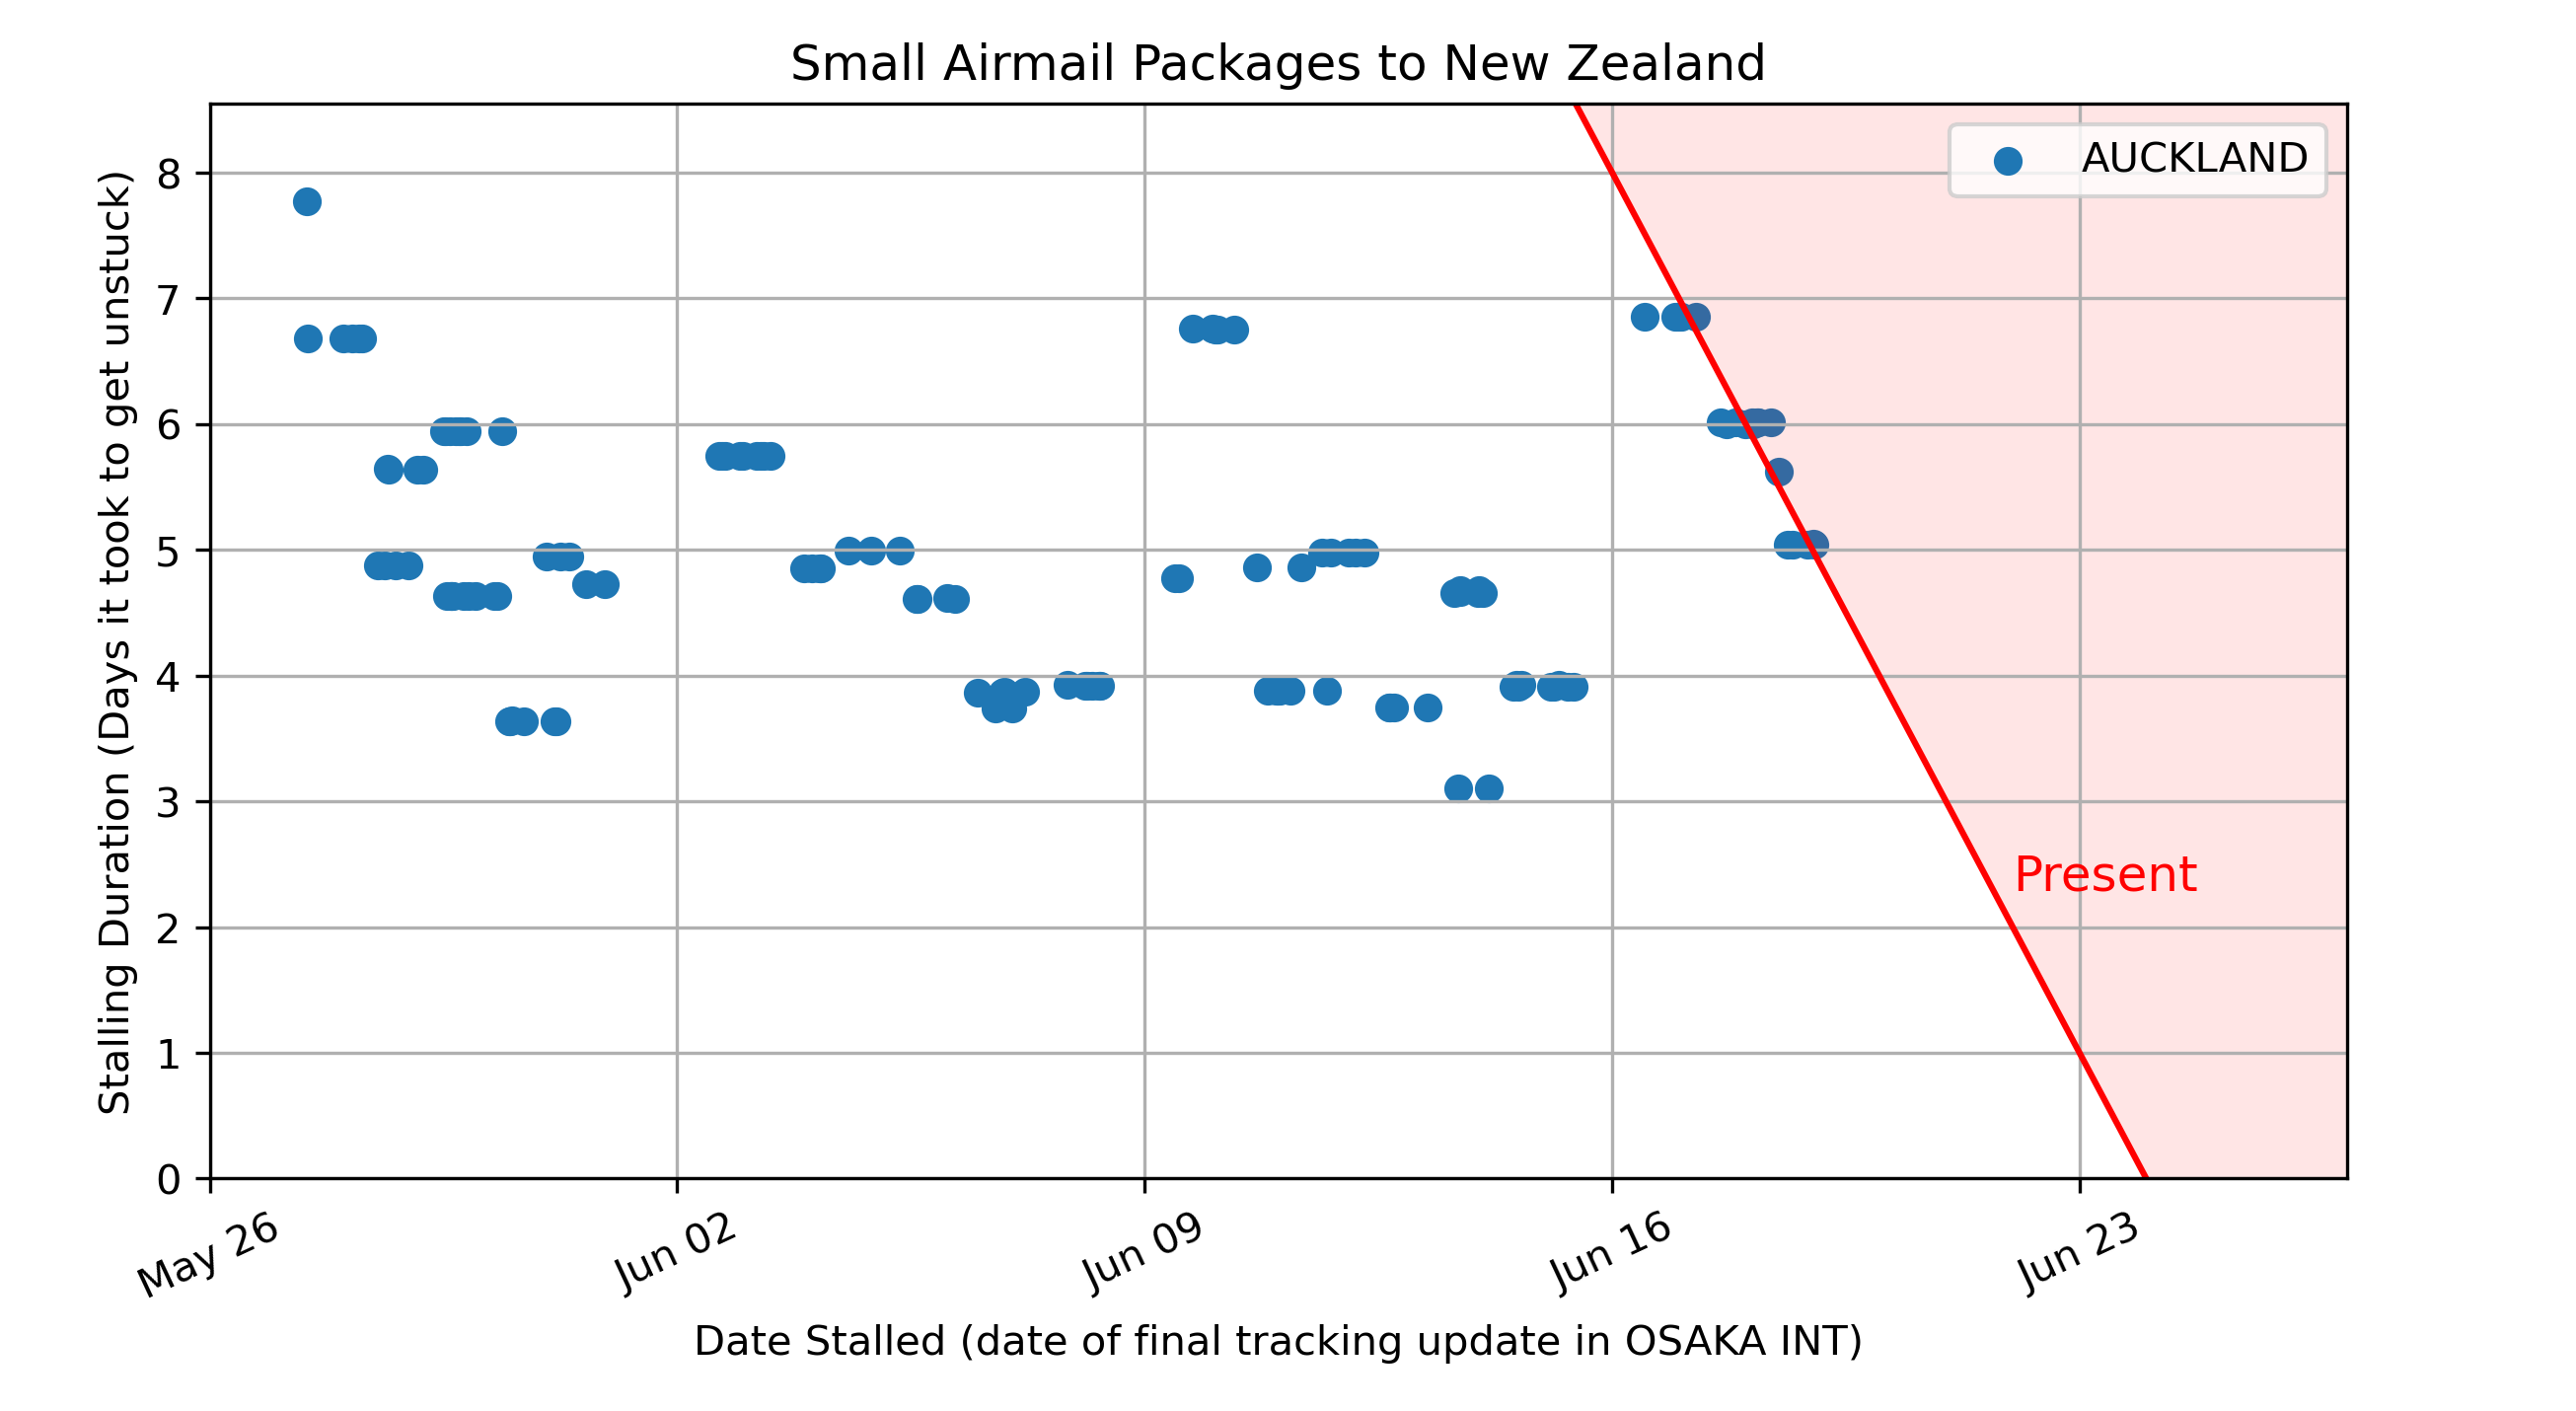 Small Airmail Packages to New Zealand
AUCKLAND
8
7
6
5
4
3
2
1
0
Stalling Duration (Days it took to get unstuck)
Present
May 26
Jun 02
Jun 09
Jun 16
Jun 23
Date Stalled (date of final tracking update in OSAKA INT)